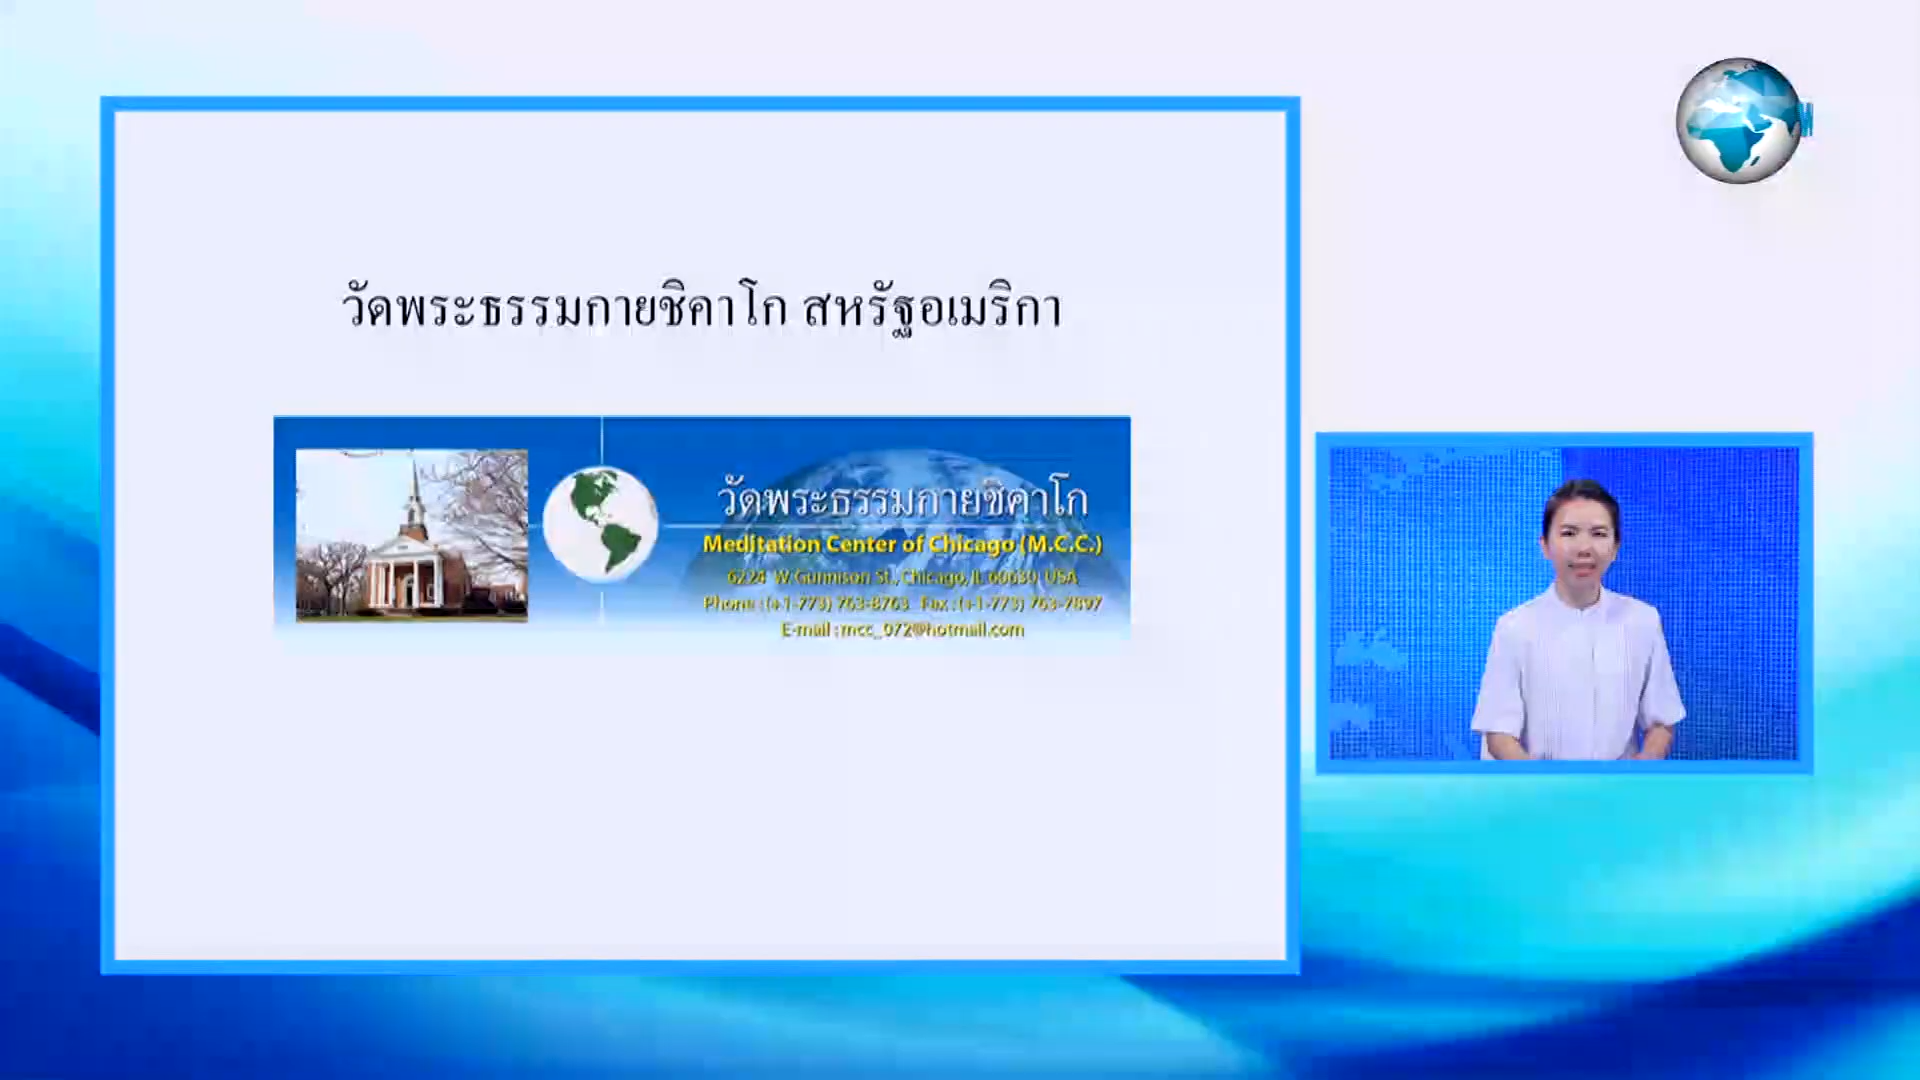 วัดพระธรรมกายชิคาโก สหรัฐอเมริกา
วัดพระธรรมกายชิคาโก
Meditation Center of Chicago (M.C.C.)
6224 W Gunnison St., Chicago, IL 60630, USA
Phone : (+1-773) 763-8763 Fax : (+1-773) 763-7897
E-mail : mcc_072@hotmail.com